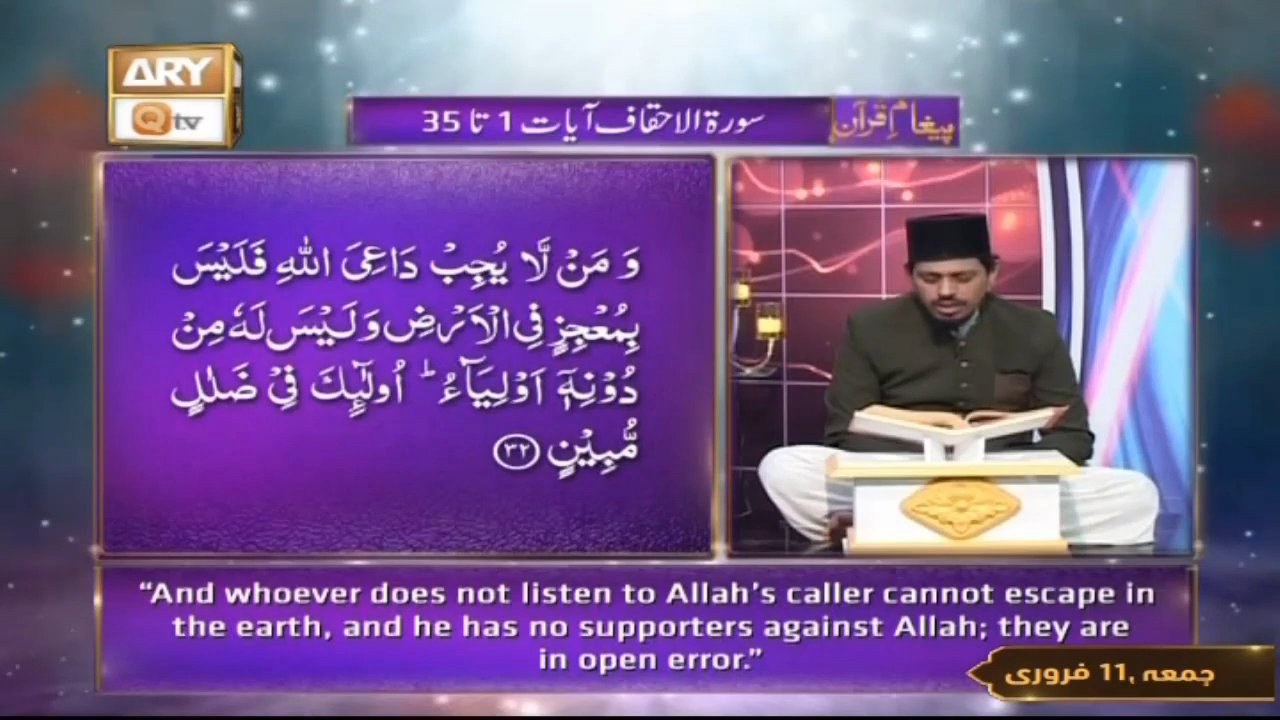 ARY
Qtv
پیغامِ قرآن
سورۃ الاحقاف آیات 1 تا 35
وَ مَنْ لَّا یُجِبْ دَاعِیَ اللّٰهِ فَلَیْسَ
بِمُعْجِزٍ فِی الْاَرْضِ وَ لَیْسَ لَهٗ مِنْ
دُوْنِهٖۤ اَوْلِیَآءُ ؕ اُولٰٓىِٕكَ فِیْ ضَلٰلٍ
مُّبِیْنٍ ﴿۳۲﴾
“And whoever does not listen to Allah’s caller cannot escape in
the earth, and he has no supporters against Allah; they are
in open error.”
جمعہ ,11 فروری